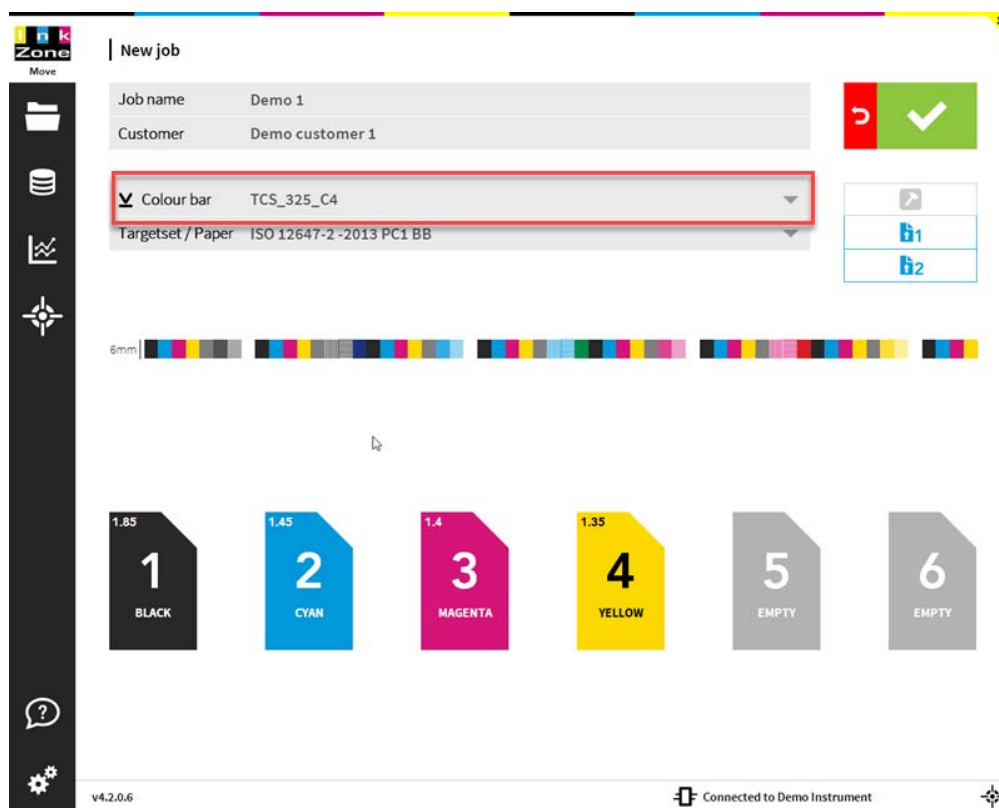 Ink
Zone
Move
New job
Job name Demo 1
Customer Demo customer 1
Colour bar TCS_325_C4
Targetset / Paper ISO 12647-2 -2013 PC1 BB
1
2
6mm
1.85 1.45 1.4 1.35
1 2 3 4 5 6
BLACK CYAN MAGENTA YELLOW EMPTY EMPTY
?
v4.2.0.6 Connected to Demo Instrument